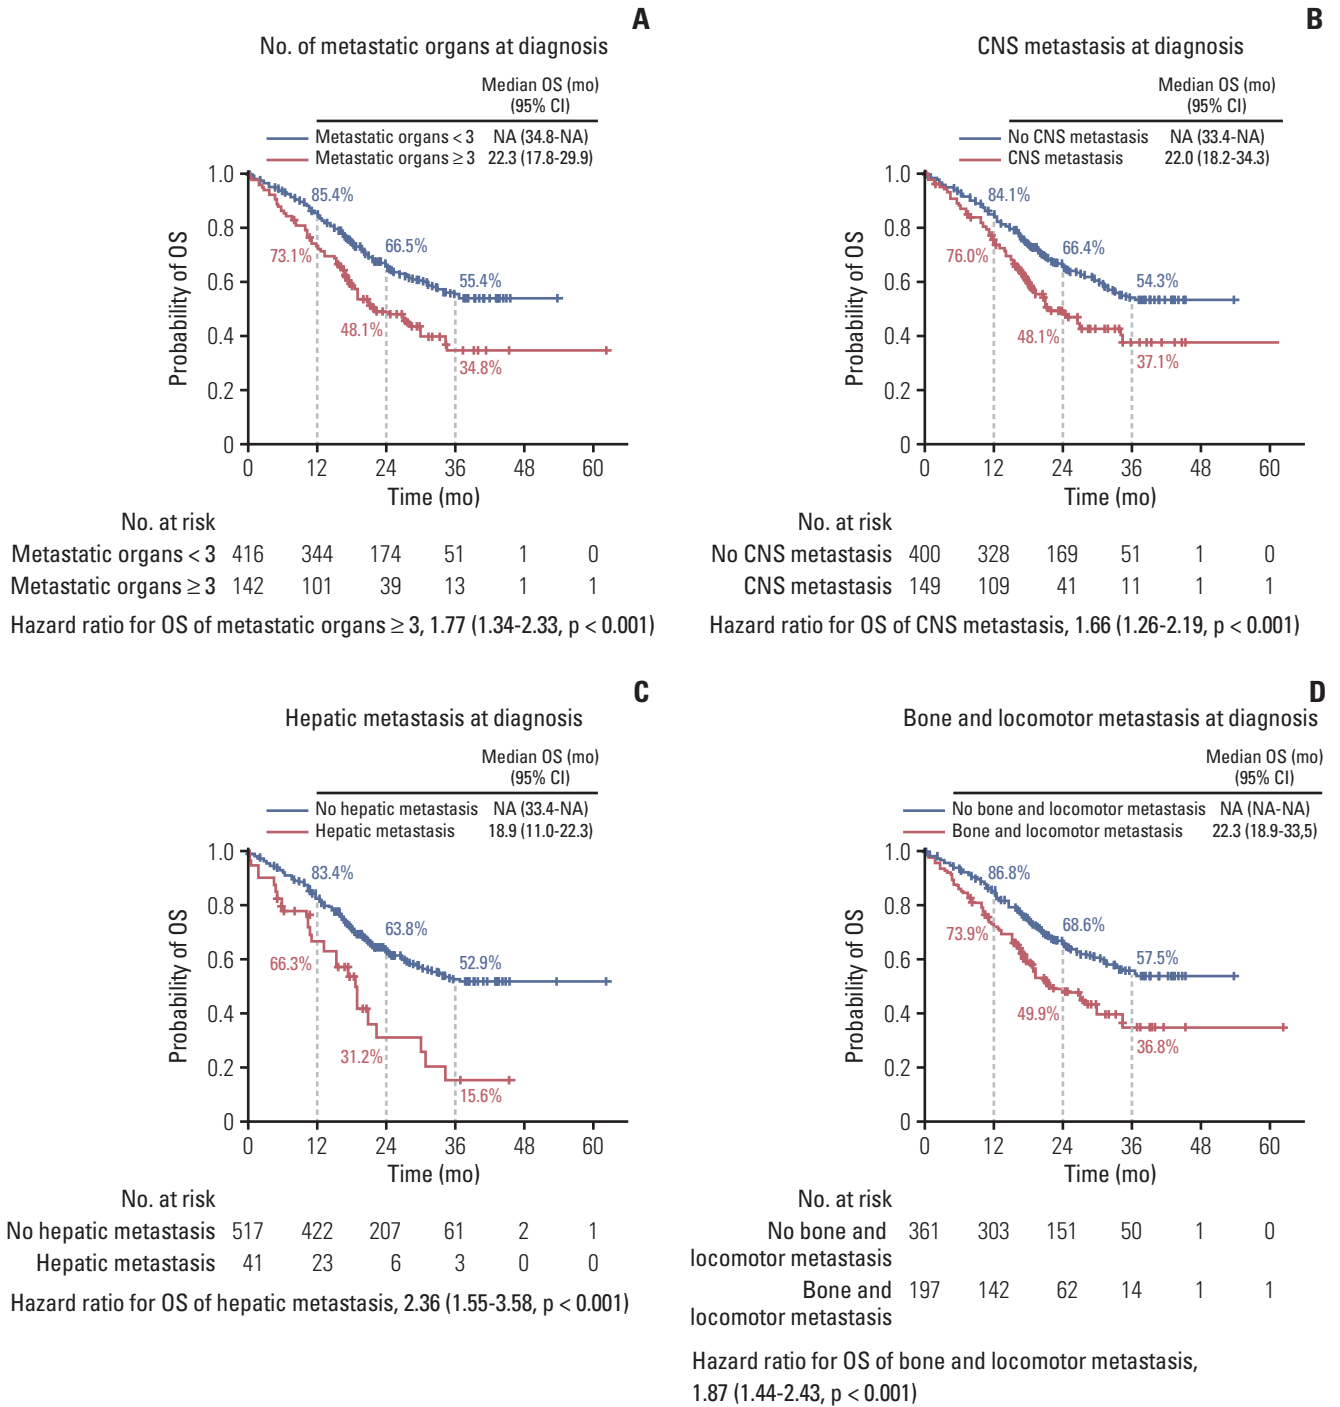 A
No. of metastatic organs at diagnosis
Median OS (mo)
(95% CI)
Metastatic organs < 3 NA (34.8-NA)
Metastatic organs ≥ 3 22.3 (17.8-29.9)
Probability of OS
1.0
0.8
0.6
0.4
0.2
0
85.4%
66.5%
55.4%
73.1%
48.1%
34.8%
0 12 24 36 48 60
Time (mo)
No. at risk
Metastatic organs < 3 416 344 174 51 1 0
Metastatic organs ≥ 3 142 101 39 13 1 1
Hazard ratio for OS of metastatic organs ≥ 3, 1.77 (1.34-2.33, p < 0.001)
B
CNS metastasis at diagnosis
Median OS (mo)
(95% CI)
No CNS metastasis NA (33.4-NA)
CNS metastasis 22.0 (18.2-34.3)
Probability of OS
1.0
0.8
0.6
0.4
0.2
0
84.1%
66.4%
54.3%
76.0%
48.1%
37.1%
0 12 24 36 48 60
Time (mo)
No. at risk
No CNS metastasis 400 328 169 51 1 0
CNS metastasis 149 109 41 11 1 1
Hazard ratio for OS of CNS metastasis, 1.66 (1.26-2.19, p < 0.001)
C
Hepatic metastasis at diagnosis
Median OS (mo)
(95% CI)
No hepatic metastasis NA (33.4-NA)
Hepatic metastasis 18.9 (11.0-22.3)
Probability of OS
1.0
0.8
0.6
0.4
0.2
0
83.4%
63.8%
52.9%
66.3%
31.2%
15.6%
0 12 24 36 48 60
Time (mo)
No. at risk
No hepatic metastasis 517 422 207 61 2 1
Hepatic metastasis 41 23 6 3 0 0
Hazard ratio for OS of hepatic metastasis, 2.36 (1.55-3.58, p < 0.001)
D
Bone and locomotor metastasis at diagnosis
Median OS (mo)
(95% CI)
No bone and locomotor metastasis NA (NA-NA)
Bone and locomotor metastasis 22.3 (18.9-33,5)
Probability of OS
1.0
0.8
0.6
0.4
0.2
0
86.8%
68.6%
57.5%
73.9%
49.9%
36.8%
0 12 24 36 48 60
Time (mo)
No. at risk
No bone and 361 303 151 50 1 0
locomotor metastasis
Bone and 197 142 62 14 1 1
locomotor metastasis
Hazard ratio for OS of bone and locomotor metastasis,
1.87 (1.44-2.43, p < 0.001)